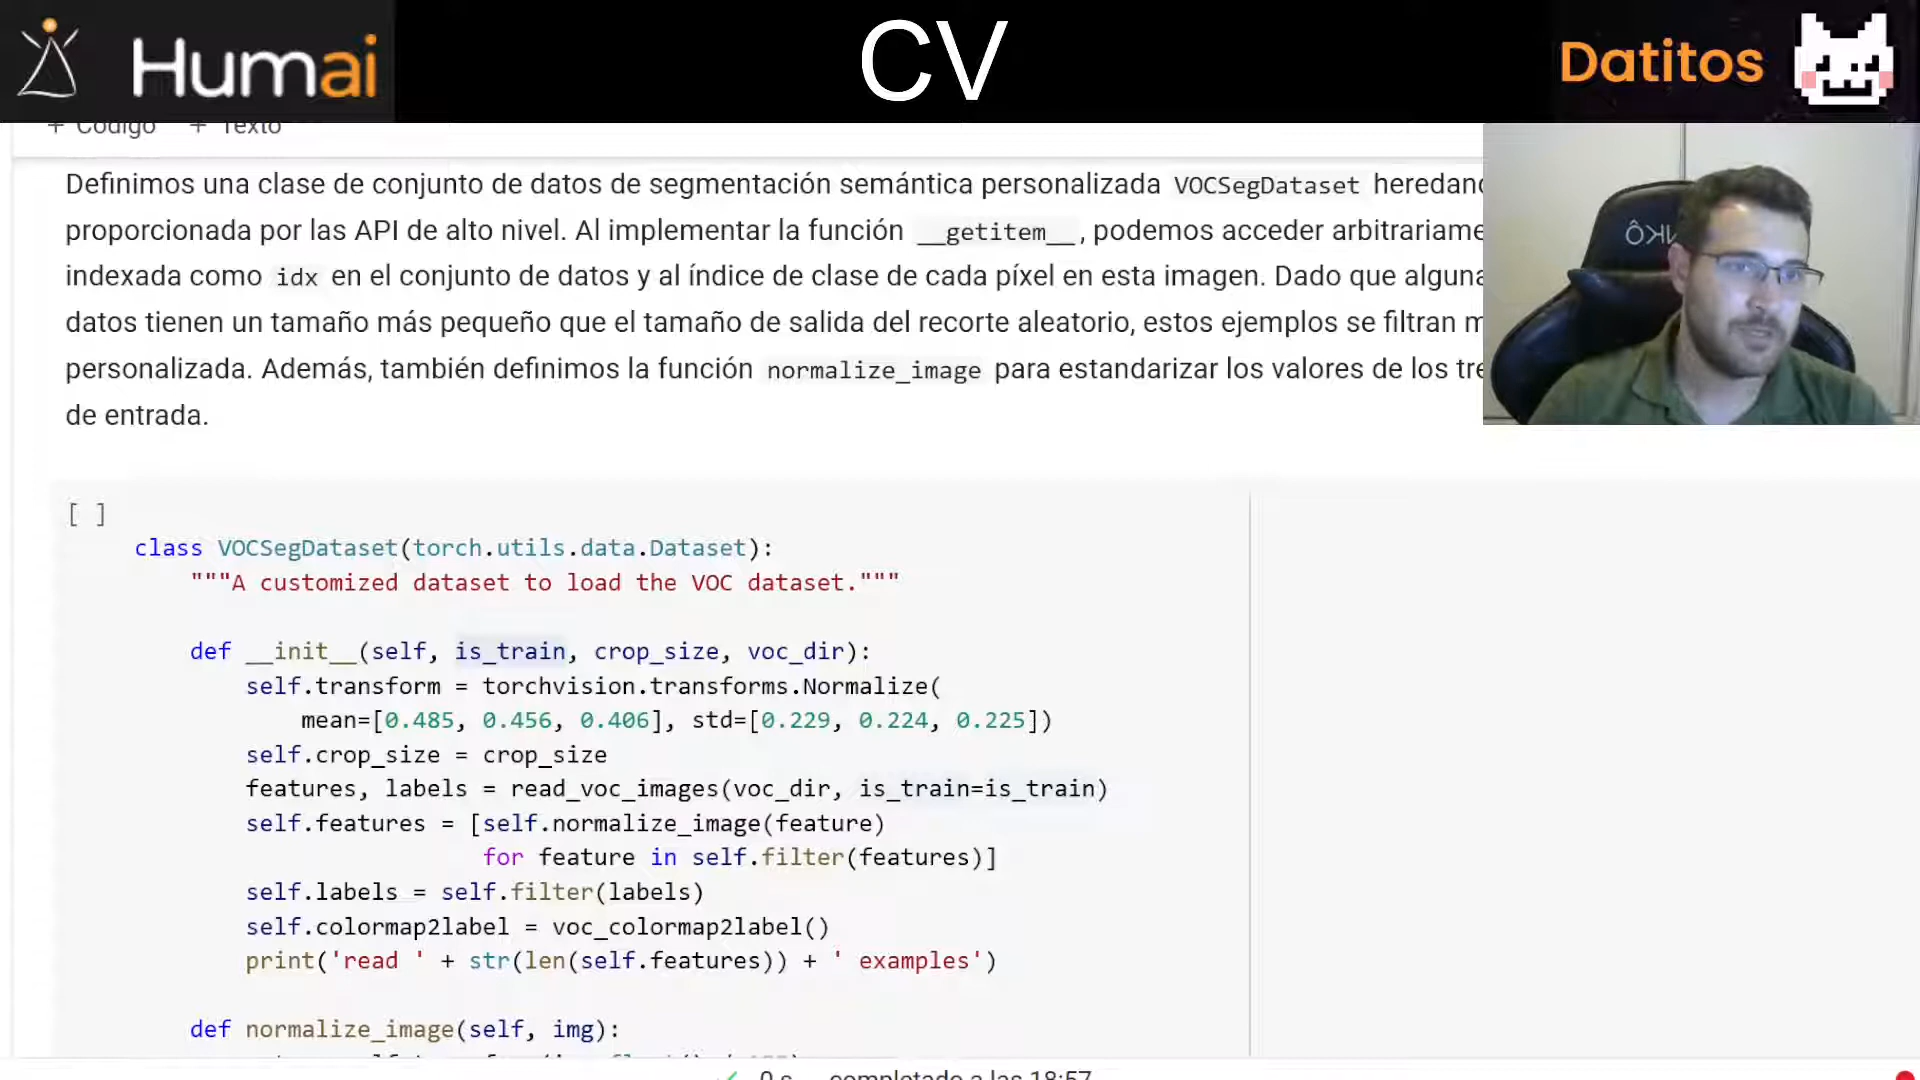 Humai
CV
Datitos
+ Código + Texto
Definimos una clase de conjunto de datos de segmentación semántica personalizada VOCSegDataset heredand
proporcionada por las API de alto nivel. Al implementar la función __getitem__, podemos acceder arbitrariame
indexada como idx en el conjunto de datos y al índice de clase de cada píxel en esta imagen. Dado que alguna
datos tienen un tamaño más pequeño que el tamaño de salida del recorte aleatorio, estos ejemplos se filtran m
personalizada. Además, también definimos la función normalize_image para estandarizar los valores de los tre
de entrada.
[ ]
class VOCSegDataset(torch.utils.data.Dataset):
"""A customized dataset to load the VOC dataset."""
def __init__(self, is_train, crop_size, voc_dir):
self.transform = torchvision.transforms.Normalize(
mean=[0.485, 0.456, 0.406], std=[0.229, 0.224, 0.225])
self.crop_size = crop_size
features, labels = read_voc_images(voc_dir, is_train=is_train)
self.features = [self.normalize_image(feature)
for feature in self.filter(features)]
self.labels = self.filter(labels)
self.colormap2label = voc_colormap2label()
print('read ' + str(len(self.features)) + ' examples')
def normalize_image(self, img):
0 s completado a las 18:57